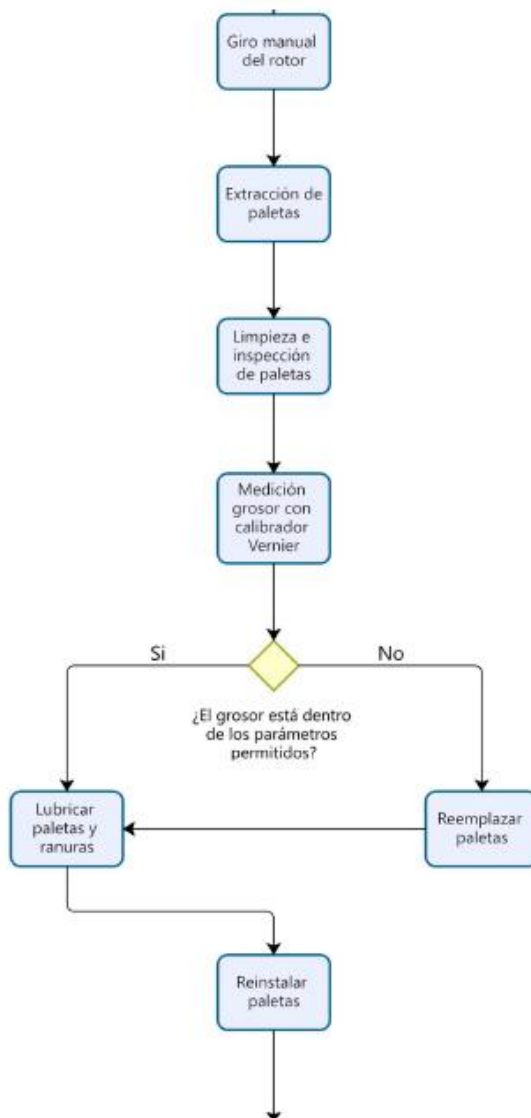 Giro manual
del rotor
Extracción de
paletas
Limpieza e
inspección
de paletas
Medición
grosor con
calibrador
Vernier
Si
No
¿El grosor está dentro
de los parámetros
permitidos?
Lubricar
paletas y
ranuras
Reemplazar
paletas
Reinstalar
paletas